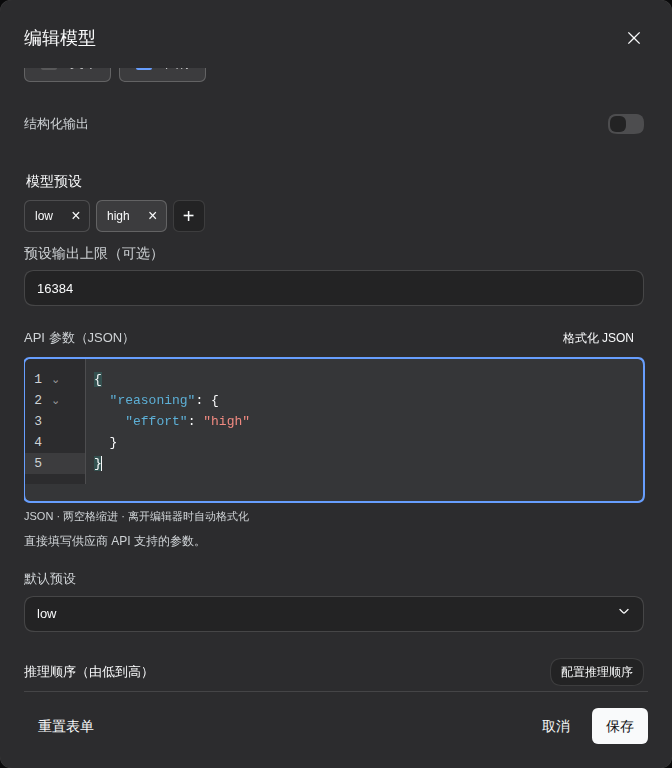 编辑模型
结构化输出
模型预设
low × high × +
预设输出上限（可选）
16384
API 参数（JSON） 格式化 JSON
1 {
2 "reasoning": {
3 "effort": "high"
4 }
5 }
JSON · 两空格缩进 · 离开编辑器时自动格式化
直接填写供应商 API 支持的参数。
默认预设
low
推理顺序（由低到高） 配置推理顺序
重置表单 取消 保存